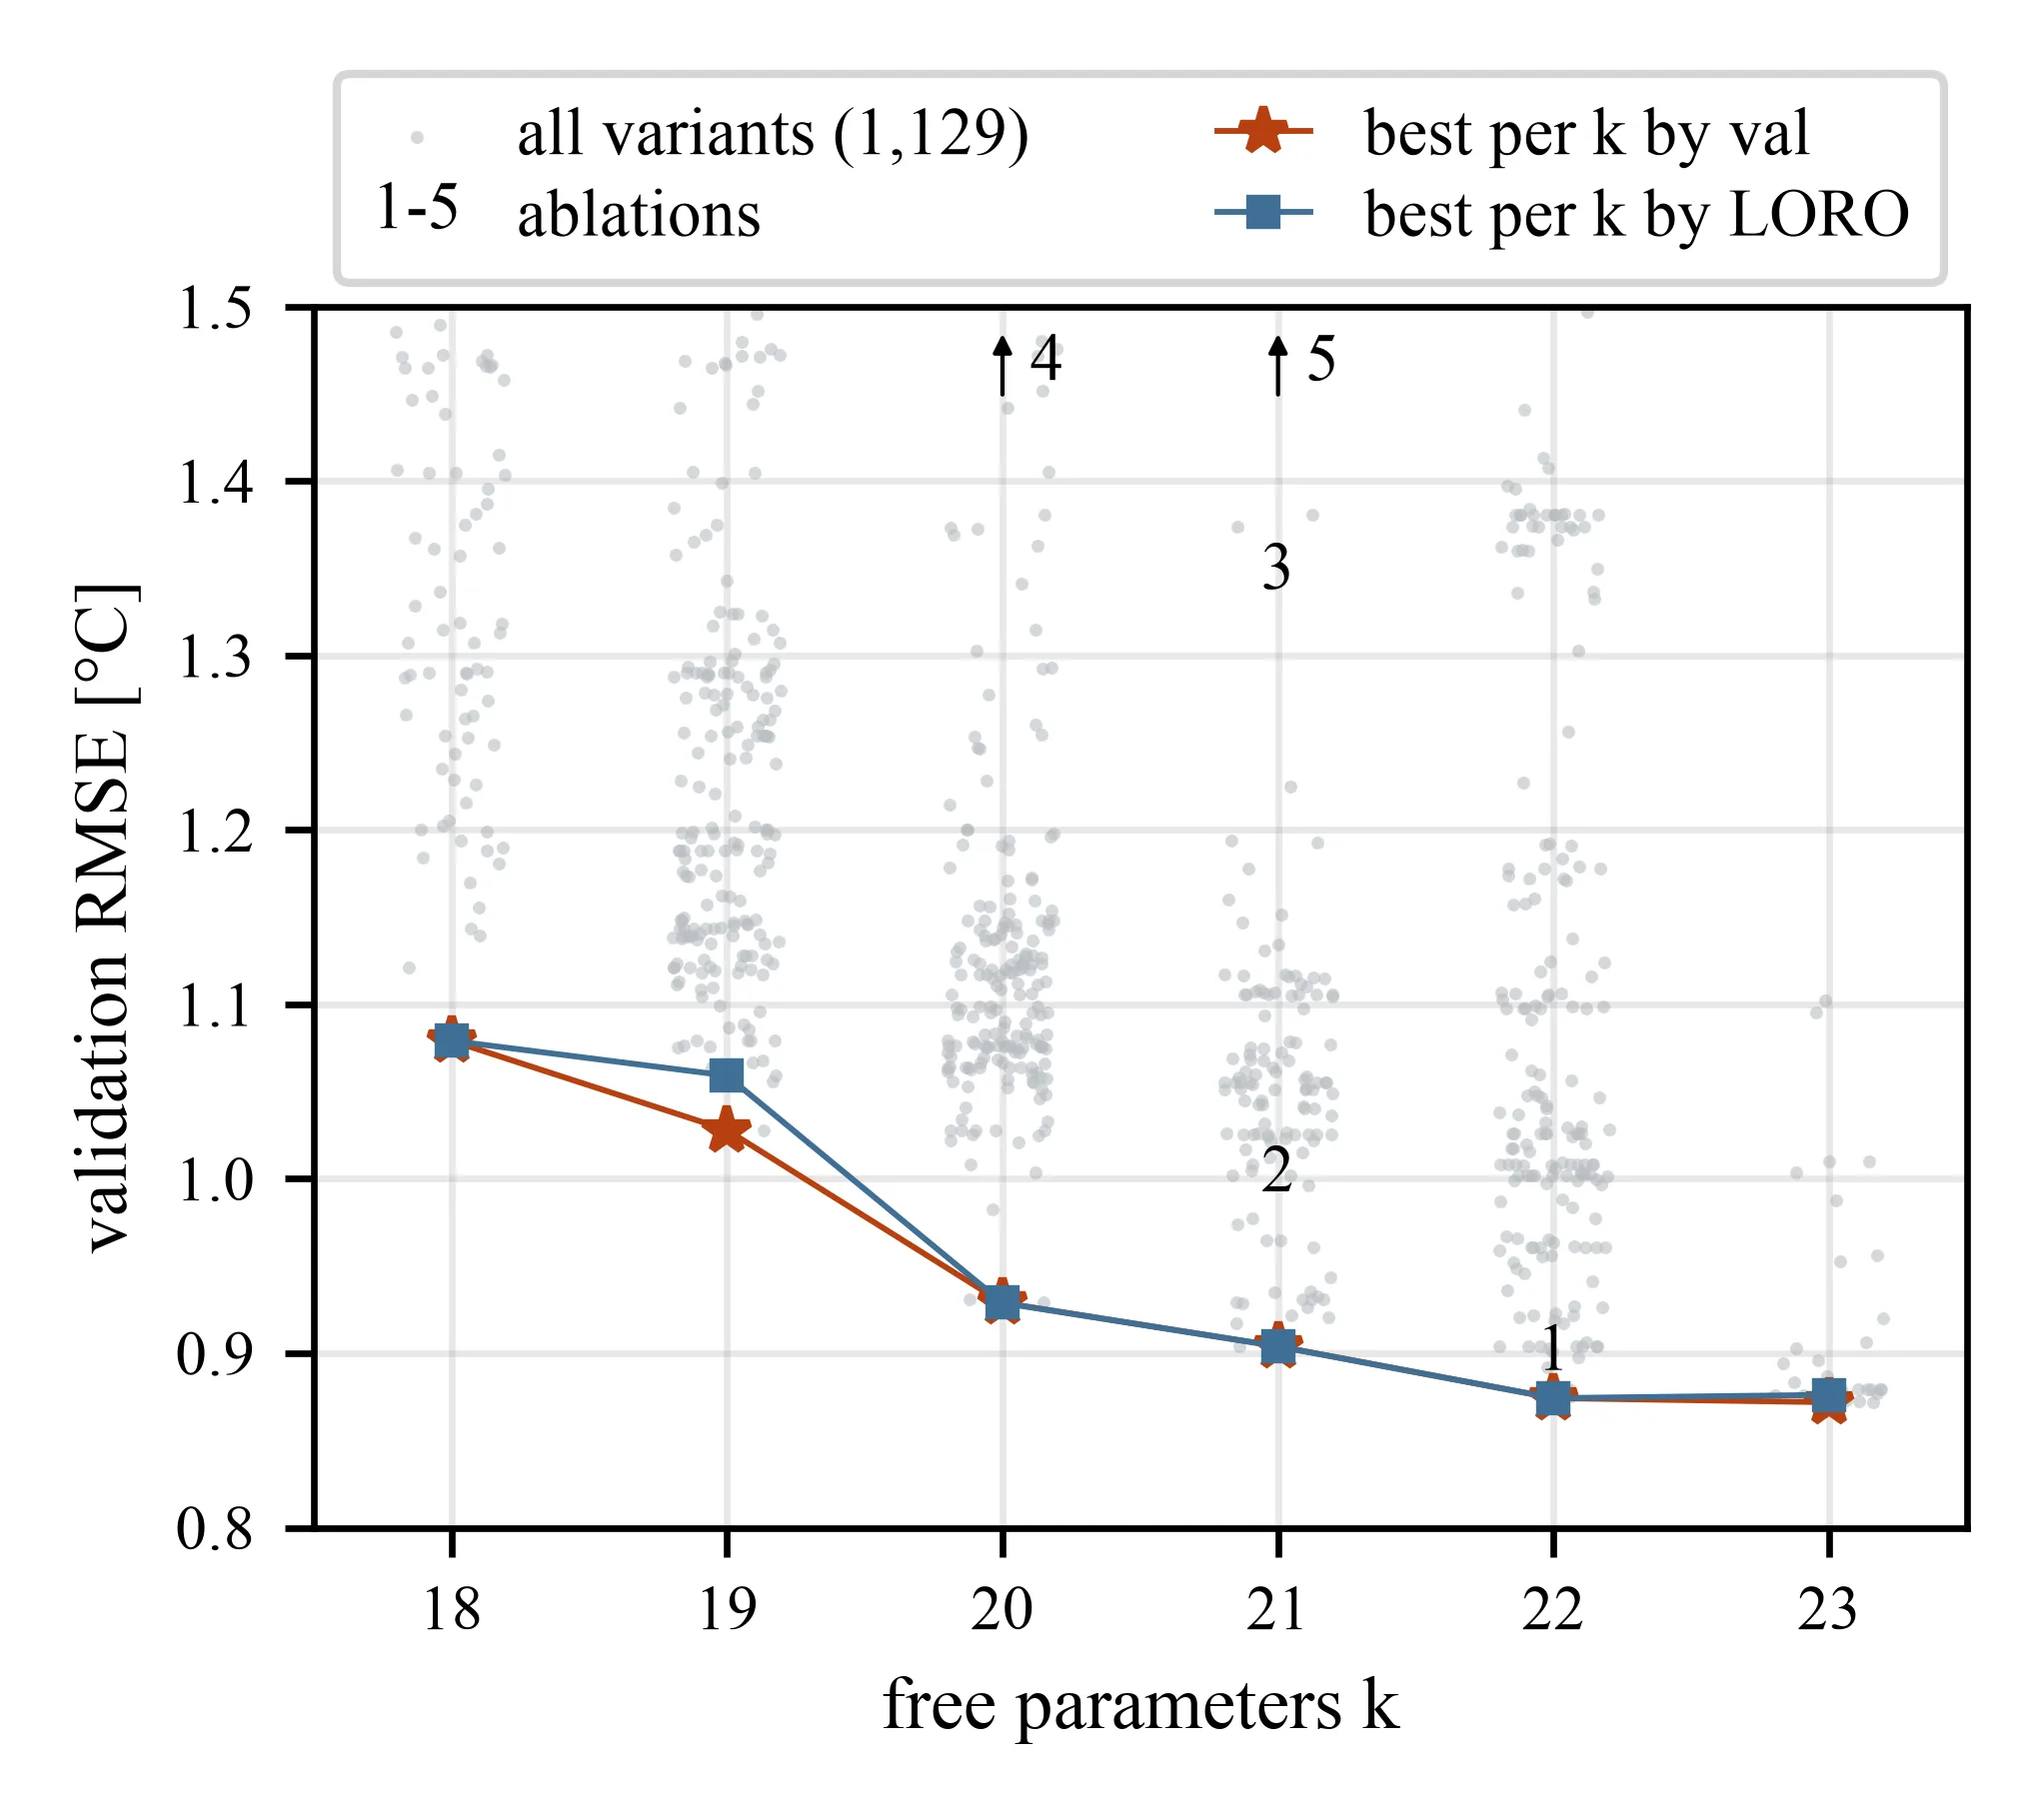 all variants (1,129)
1-5 ablations
best per k by val
best per k by LORO
validation RMSE [°C]
1.5
1.4
1.3
1.2
1.1
1.0
0.9
0.8
4
5
3
2
1
18 19 20 21 22 23
free parameters k